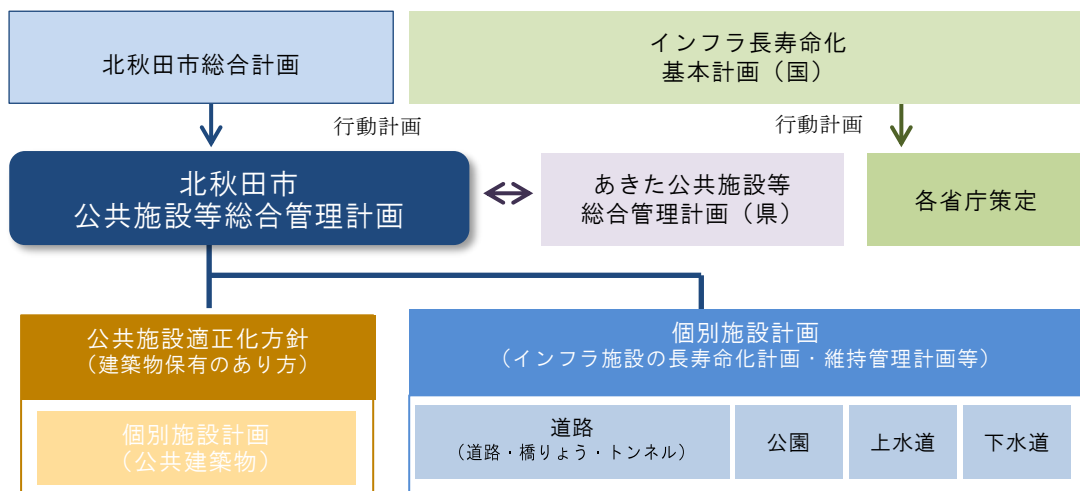 北秋田市総合計画
インフラ長寿命化
基本計画（国）
行動計画
行動計画
北秋田市
公共施設等総合管理計画
あきた公共施設等
総合管理計画（県）
各省庁策定
公共施設適正化方針
（建築物保有のあり方）
個別施設計画
（公共建築物）
個別施設計画
（インフラ施設の長寿命化計画・維持管理計画等）
道路
（道路・橋りょう・トンネル）
公園
上水道
下水道